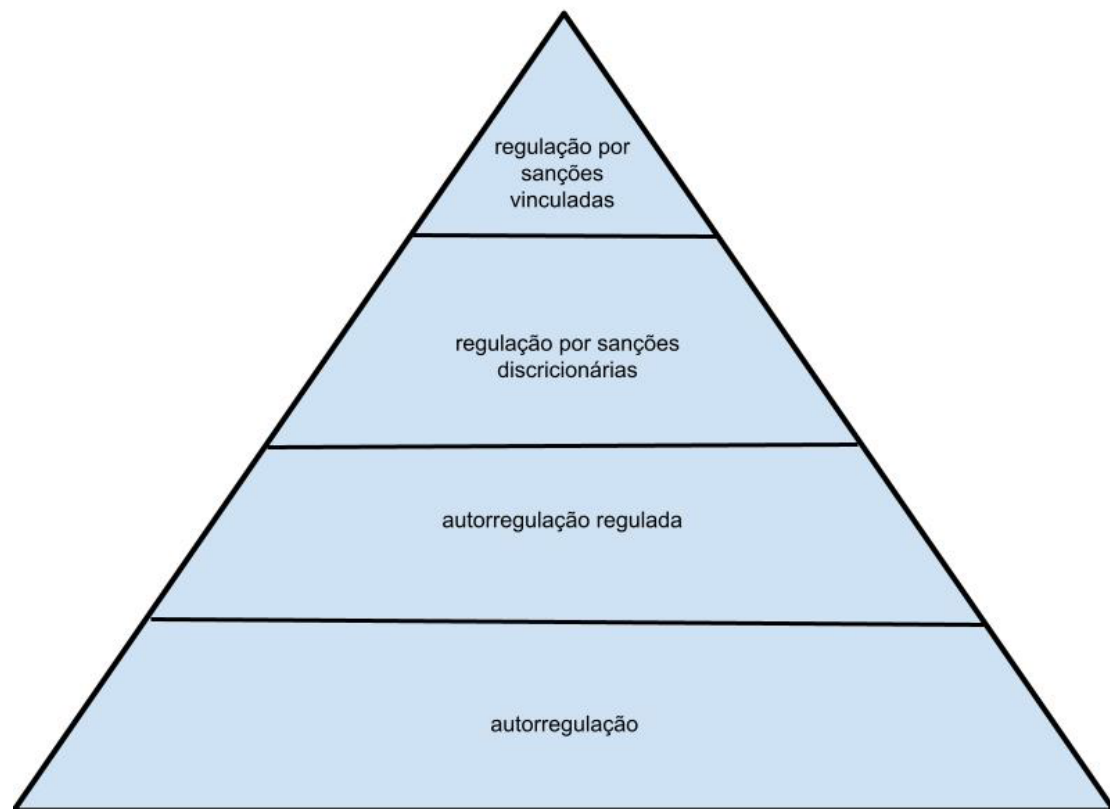 regulação por
sanções
vinculadas
regulação por sanções
discricionárias
autorregulação regulada
autorregulação